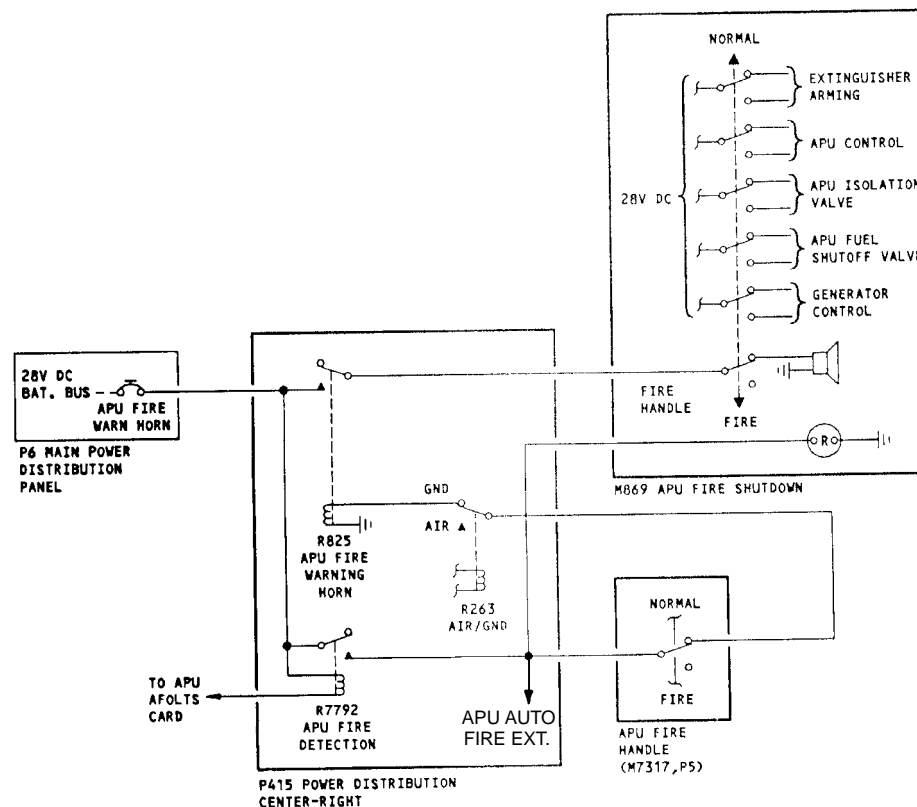 NORMAL
EXTINGUISHER
ARMING
APU CONTROL
28V DC
APU ISOLATION
VALVE
APU FUEL
SHUTOFF VALVE
GENERATOR
CONTROL
FIRE
HANDLE
FIRE
R
M869 APU FIRE SHUTDOWN
28V DC
BAT. BUS
APU FIRE
WARN HORN
P6 MAIN POWER
DISTRIBUTION
PANEL
GND
AIR
R825
APU FIRE
WARNING
HORN
R263
AIR/GND
TO APU
AFOLTS
CARD
R7792
APU FIRE
DETECTION
APU AUTO
FIRE EXT.
P415 POWER DISTRIBUTION
CENTER-RIGHT
NORMAL
FIRE
APU FIRE
HANDLE
(M7317,P5)